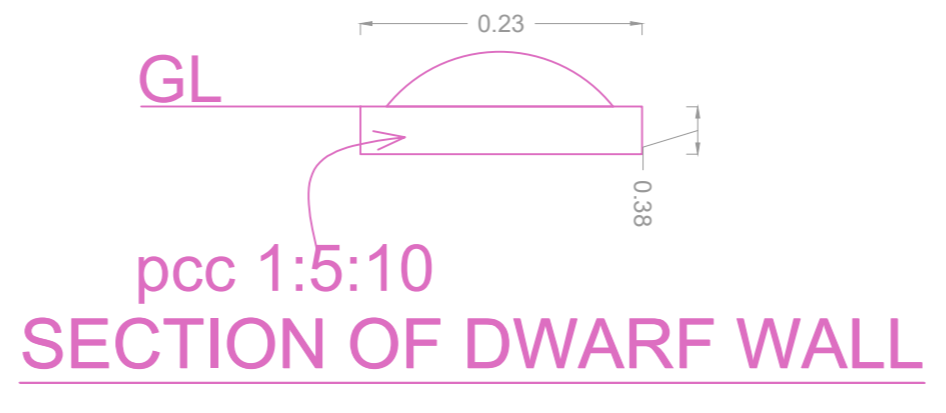 0.23
GL
0.38
pcc 1:5:10
SECTION OF DWARF WALL